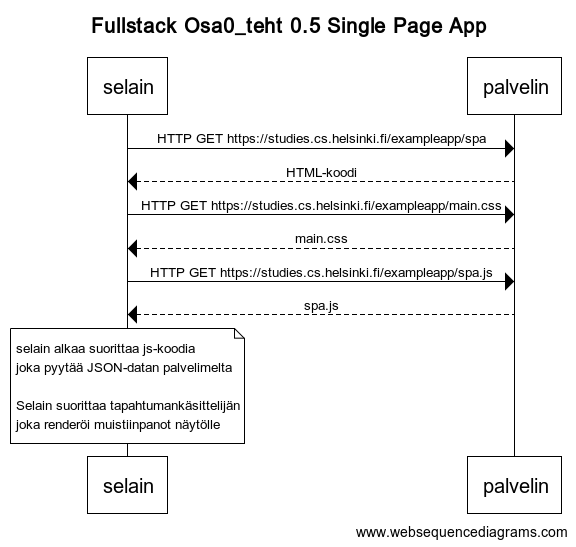 Fullstack Osa0_teht 0.5 Single Page App
selain
palvelin
HTTP GET https://studies.cs.helsinki.fi/exampleapp/spa
HTML-koodi
HTTP GET https://studies.cs.helsinki.fi/exampleapp/main.css
main.css
HTTP GET https://studies.cs.helsinki.fi/exampleapp/spa.js
spa.js
selain alkaa suorittaa js-koodia
joka pyytää JSON-datan palvelimelta
Selain suorittaa tapahtumankäsittelijän
joka renderöi muistiinpanot näytölle
selain
palvelin
www.websequencediagrams.com